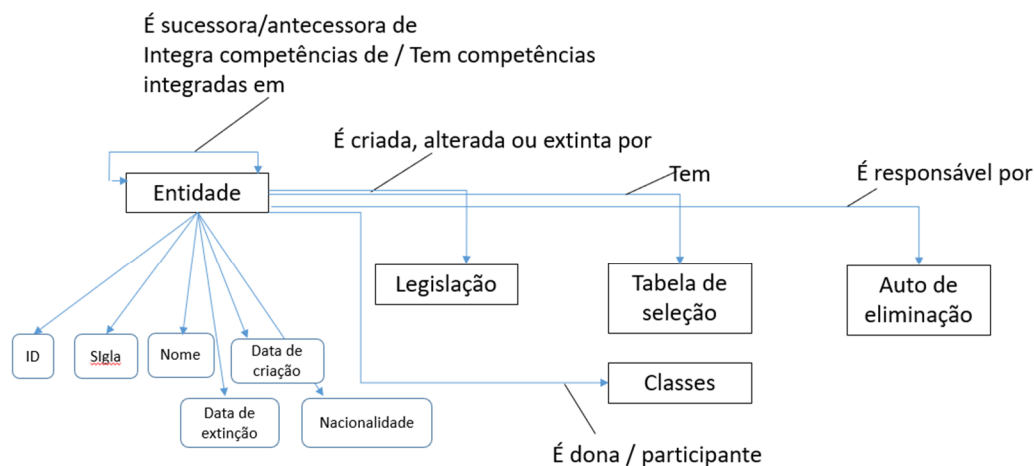 É sucessora/antecessora de
Integra competências de / Tem competências
integradas em
É criada, alterada ou extinta por
Tem
É responsável por
Entidade
Legislação
Tabela de
seleção
Auto de
eliminação
ID
SIgla
Nome
Data de
criação
Classes
Data de
extinção
Nacionalidade
É dona / participante